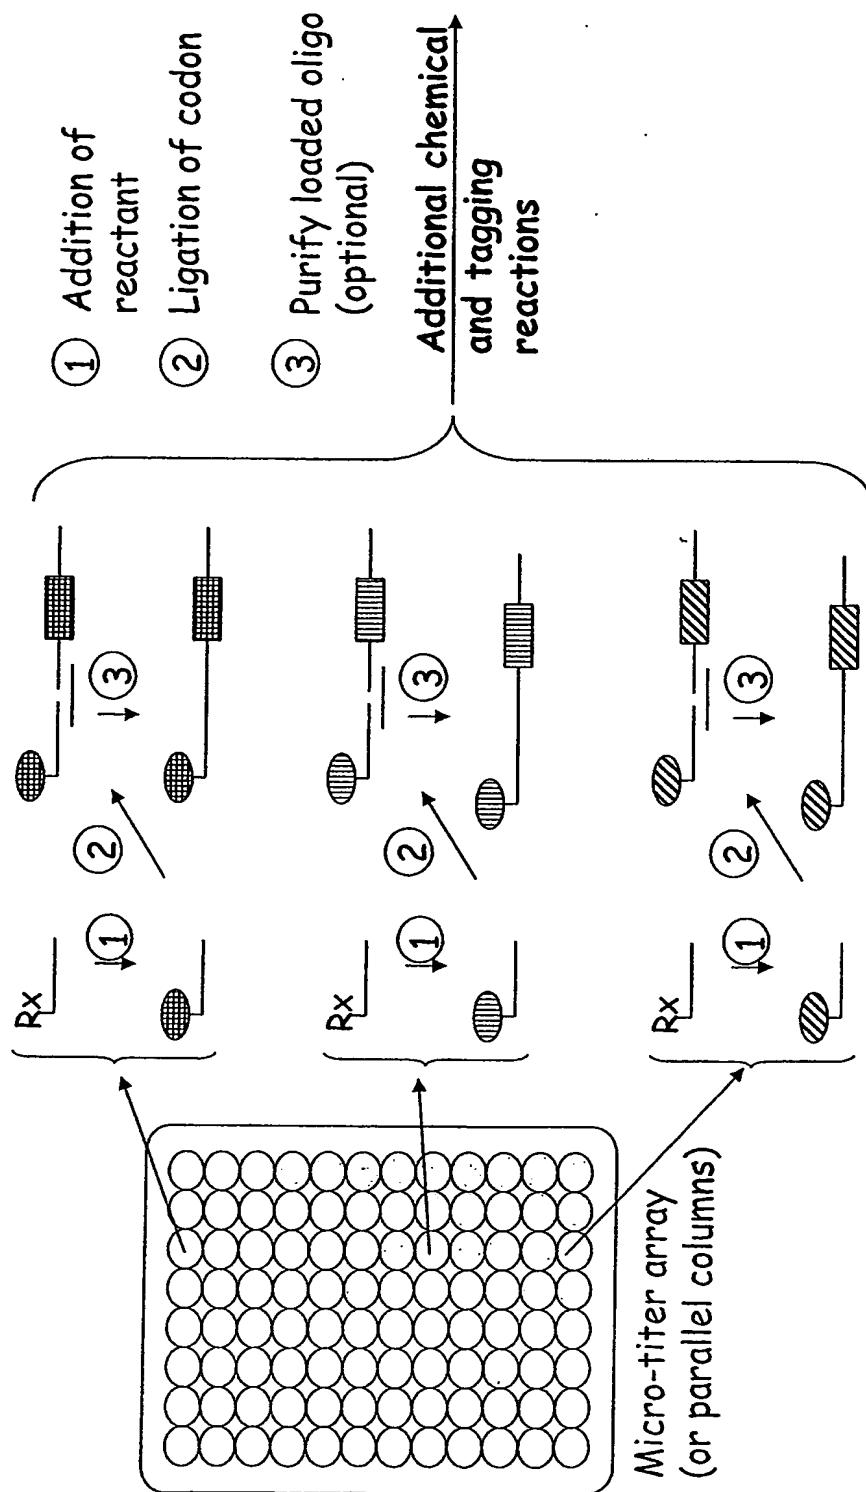 ① Addition of
reactant
② Ligation of codon
③ Purify loaded oligo
(optional)
Additional chemical
and tagging
reactions
Rx
①
②
③
Rx
①
②
③
Rx
①
②
③
Micro-titer array
(or parallel columns)